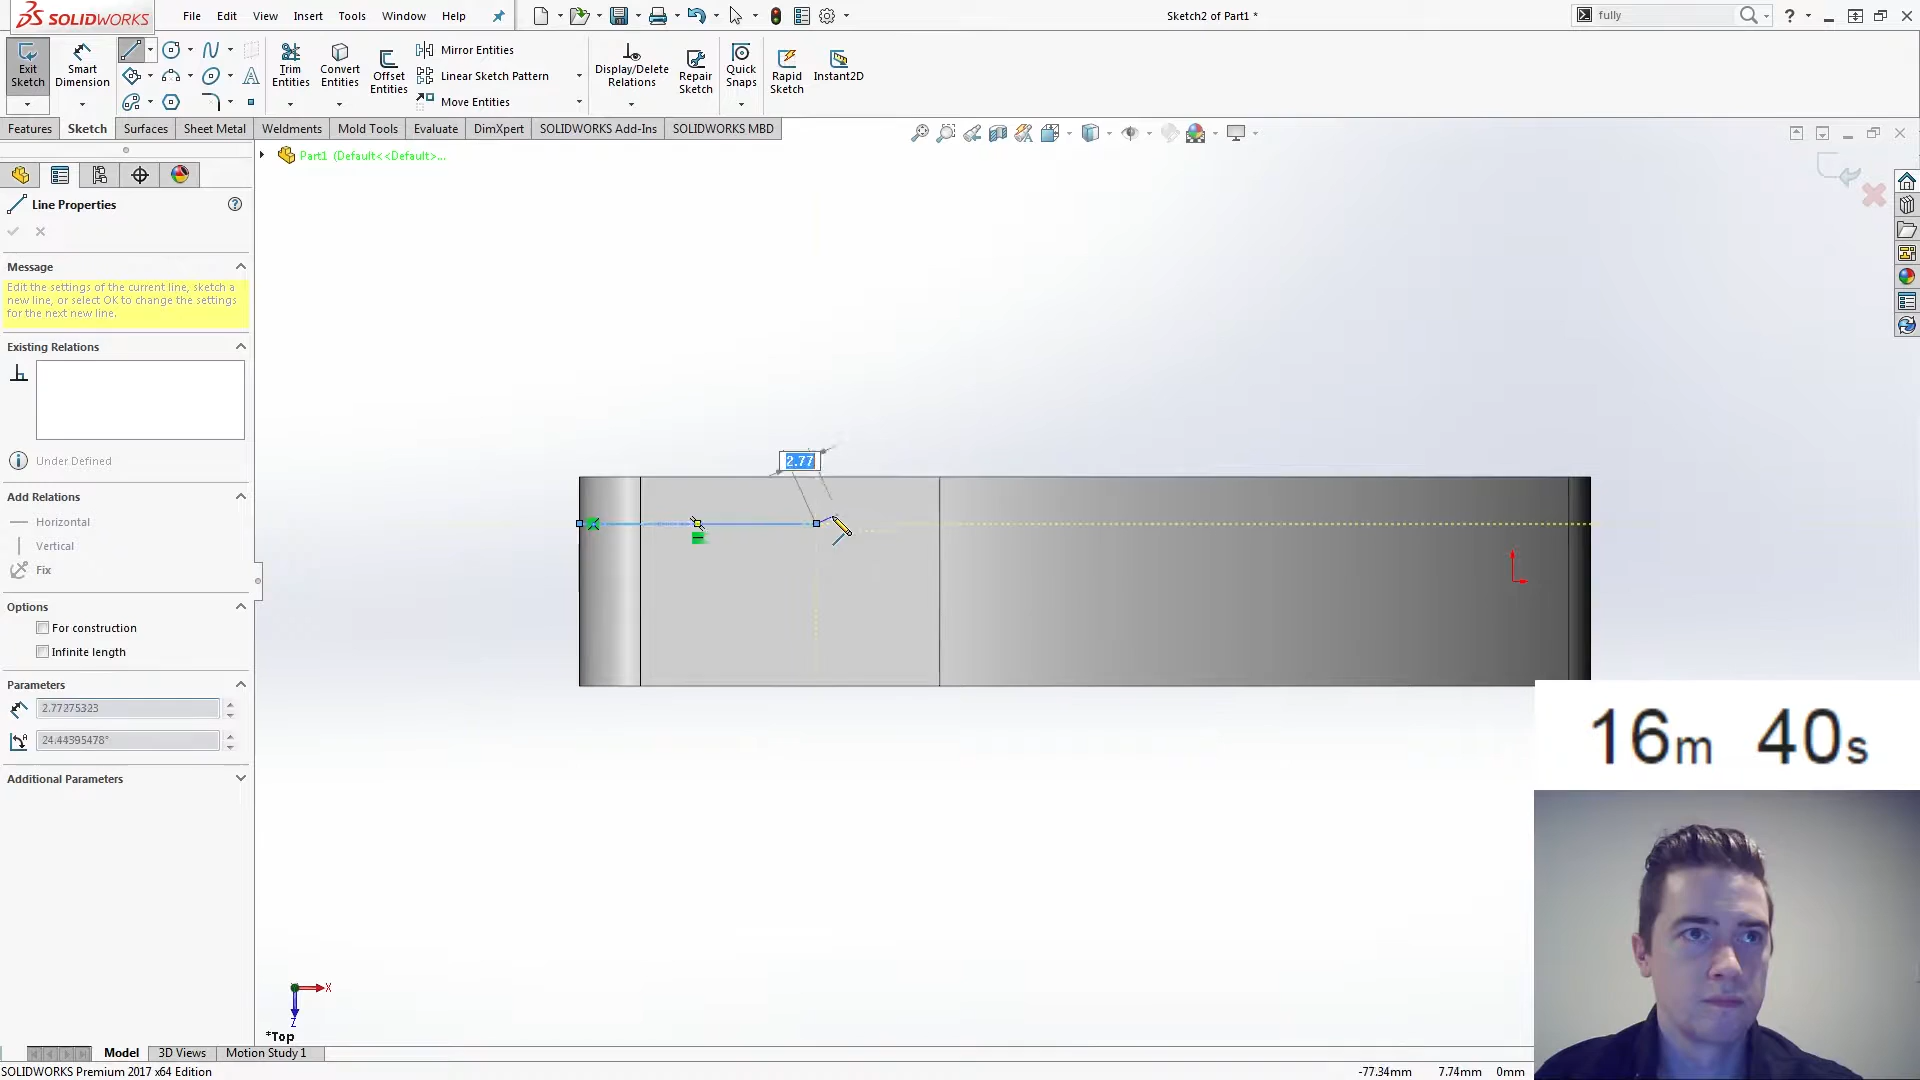 SOLIDWORKS
File Edit View Insert Tools Window Help
Sketch2 of Part1 *
fully
Exit Sketch
Smart Dimension
Trim Entities
Convert Entities
Offset Entities
Mirror Entities
Linear Sketch Pattern
Move Entities
Display/Delete Relations
Repair Sketch
Quick Snaps
Rapid Sketch
Instant2D
Features Sketch Surfaces Sheet Metal Weldments Mold Tools Evaluate DimXpert SOLIDWORKS Add-Ins SOLIDWORKS MBD
Part1 (Default<<Default>...
Line Properties
Message
Edit the settings of the current line, sketch a
new line, or select OK to change the settings
for the next new line.
Existing Relations
Under Defined
Add Relations
Horizontal
Vertical
Fix
Options
For construction
Infinite length
Parameters
2.77275323
24.44395478°
Additional Parameters
2.77
16m 40s
X
Z
*Top
Model 3D Views Motion Study 1
SOLIDWORKS Premium 2017 x64 Edition
-77.34mm 7.74mm 0mm